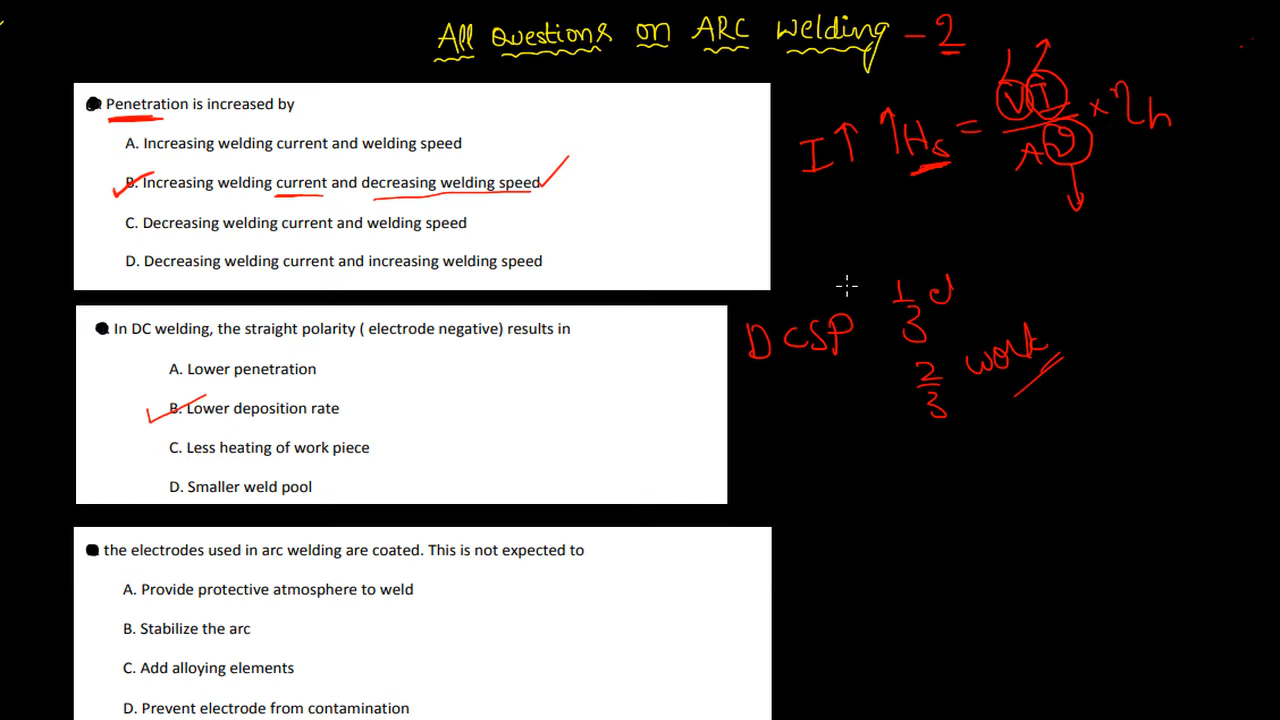 All Questions on ARC Welding - 2
Penetration is increased by
A. Increasing welding current and welding speed
B. Increasing welding current and decreasing welding speed
C. Decreasing welding current and welding speed
D. Decreasing welding current and increasing welding speed
I↑ ↑Hs = VI/Av × ηh
In DC welding, the straight polarity ( electrode negative) results in
A. Lower penetration
B. Lower deposition rate
C. Less heating of work piece
D. Smaller weld pool
DCSP 1/3 d
2/3 work
the electrodes used in arc welding are coated. This is not expected to
A. Provide protective atmosphere to weld
B. Stabilize the arc
C. Add alloying elements
D. Prevent electrode from contamination